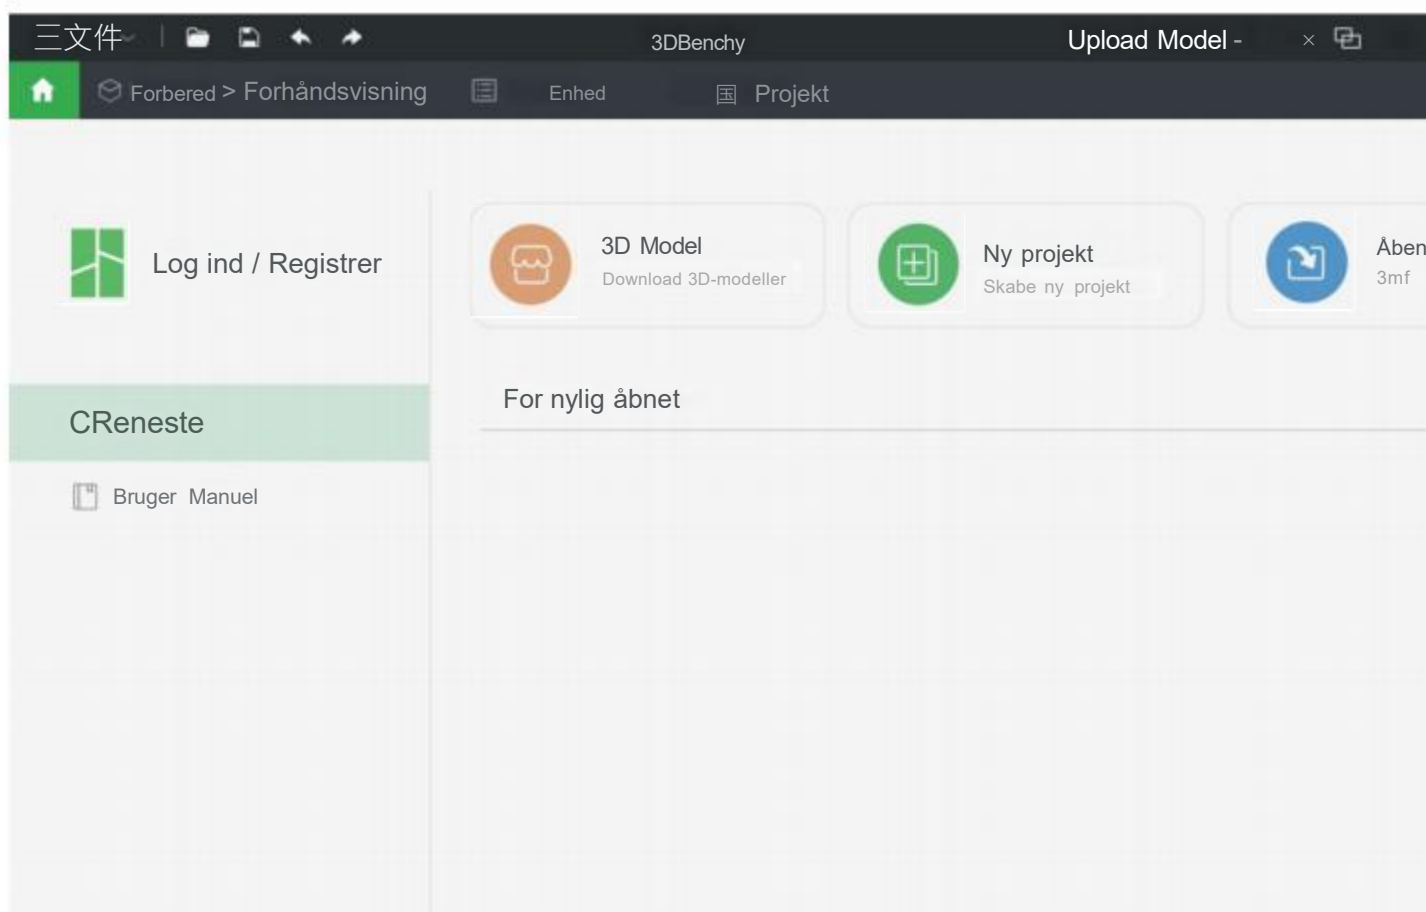 三文件 3DBenchy Upload Model -
Forbered > Forhåndsvisning Enhed 国 Projekt
Log ind / Registrer
3D Model
Download 3D-modeller
Ny projekt
Skabe ny projekt
Åben
3mf
CReneste
Bruger Manuel
For nylig åbnet